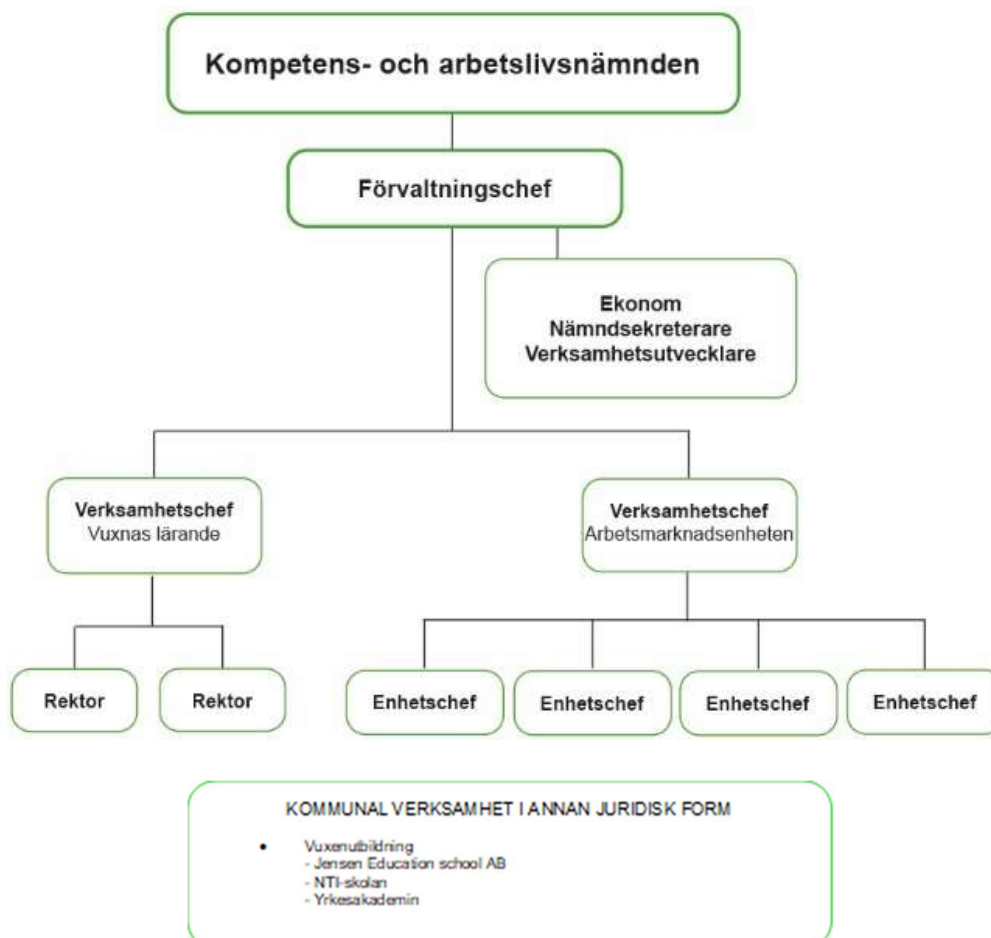 Kompetens- och arbetslivsnämnden
Förvaltningschef
Ekonom
Nämndsekreterare
Verksamhetsutvecklare
Verksamhetschef
Vuxnas lärande
Verksamhetschef
Arbetsmarknadsenheten
Rektor
Rektor
Enhetschef
Enhetschef
Enhetschef
Enhetschef
KOMMUNAL VERKSAMHET I ANNAN JURIDISK FORM
• Vuxenutbildning
- Jensen Education school AB
- NTI-skolan
- Yrkesakademin